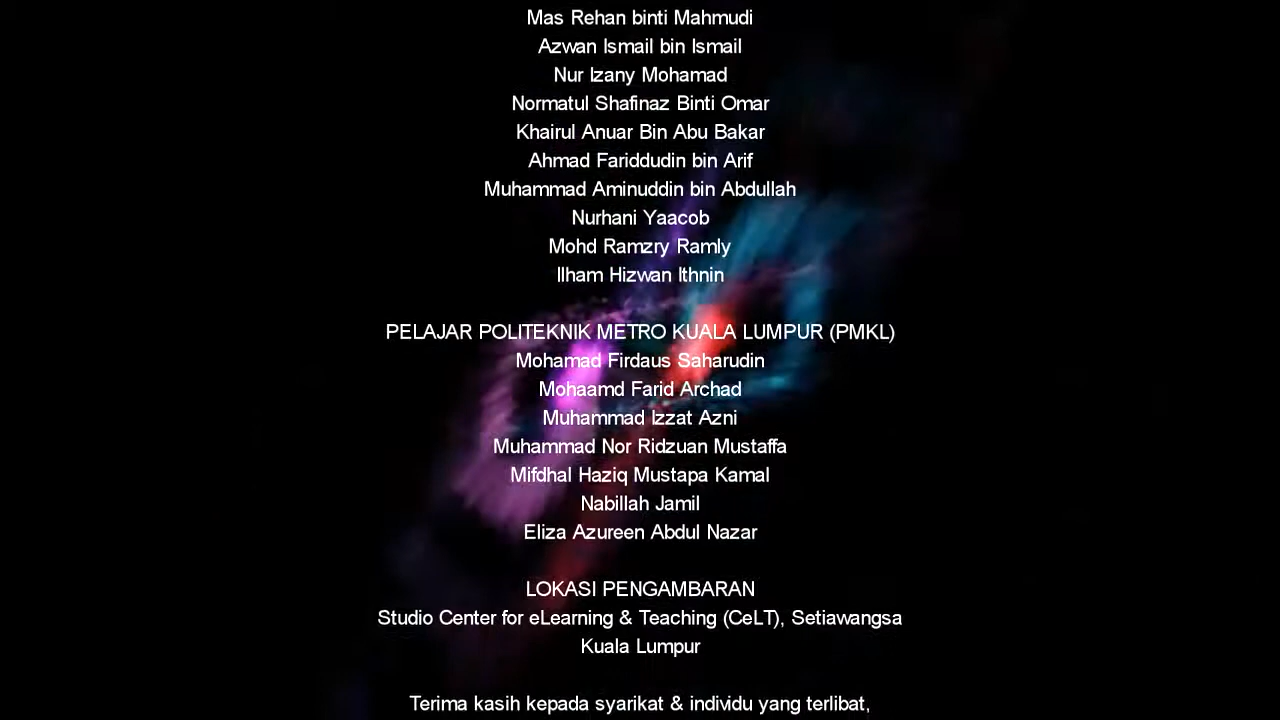 Mas Rehan binti Mahmudi
Azwan Ismail bin Ismail
Nur Izany Mohamad
Normatul Shafinaz Binti Omar
Khairul Anuar Bin Abu Bakar
Ahmad Fariddudin bin Arif
Muhammad Aminuddin bin Abdullah
Nurhani Yaacob
Mohd Ramzry Ramly
Ilham Hizwan Ithnin
PELAJAR POLITEKNIK METRO KUALA LUMPUR (PMKL)
Mohamad Firdaus Saharudin
Mohaamd Farid Archad
Muhammad Izzat Azni
Muhammad Nor Ridzuan Mustaffa
Mifdhal Haziq Mustapa Kamal
Nabillah Jamil
Eliza Azureen Abdul Nazar
LOKASI PENGAMBARAN
Studio Center for eLearning & Teaching (CeLT), Setiawangsa
Kuala Lumpur
Terima kasih kepada syarikat & individu yang terlibat,